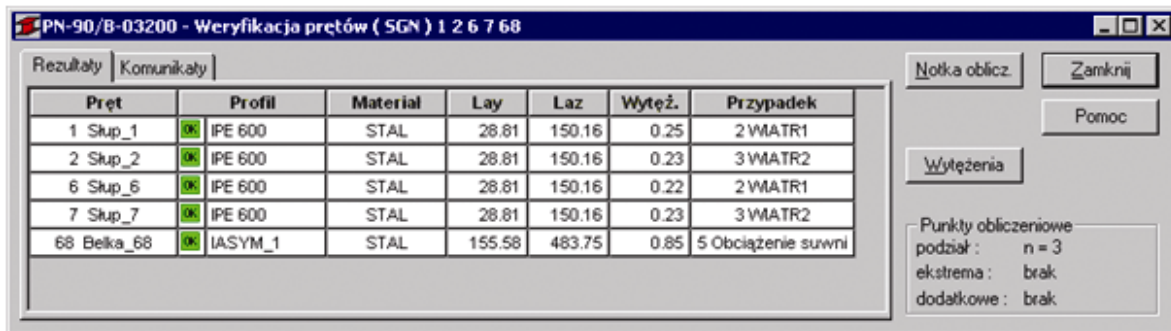 PN-90/B-03200 - Weryfikacja prętów ( SGN ) 1 2 6 7 68
Rezultaty Komunikaty
Pręt Profil Materiał Lay Laz Wytęż. Przypadek
1 Słup_1 OK IPE 600 STAL 28.81 150.16 0.25 2 WIATR1
2 Słup_2 OK IPE 600 STAL 28.81 150.16 0.23 3 WIATR2
6 Słup_6 OK IPE 600 STAL 28.81 150.16 0.22 2 WIATR1
7 Słup_7 OK IPE 600 STAL 28.81 150.16 0.23 3 WIATR2
68 Belka_68 OK IASYM_1 STAL 155.58 483.75 0.85 5 Obciążenie suwni
Notka oblicz. Zamknij
Pomoc
Wytężenia
Punkty obliczeniowe
podział : n = 3
ekstrema : brak
dodatkowe : brak